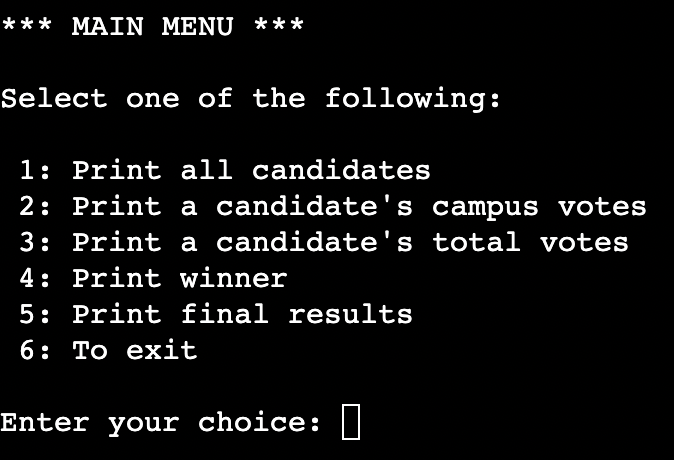 *** MAIN MENU ***
Select one of the following:
1: Print all candidates
2: Print a candidate's campus votes
3: Print a candidate's total votes
4: Print winner
5: Print final results
6: To exit
Enter your choice: